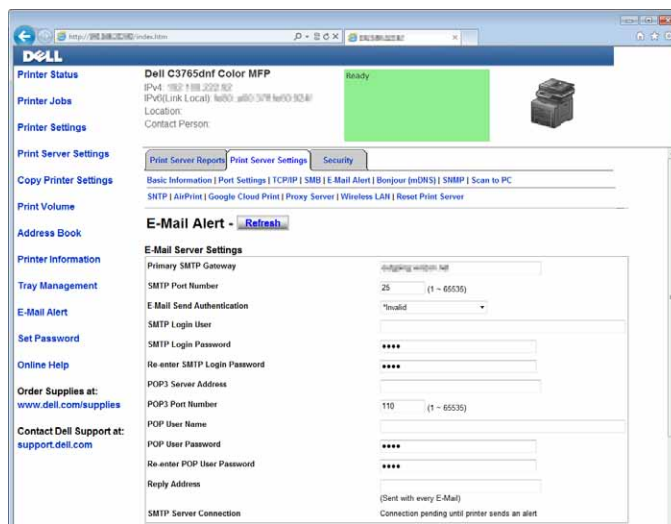 http:// /index.htm
DELL
Printer Status
Printer Jobs
Printer Settings
Print Server Settings
Copy Printer Settings
Print Volume
Address Book
Printer Information
Tray Management
E-Mail Alert
Set Password
Online Help
Order Supplies at:
www.dell.com/supplies
Contact Dell Support at:
support.dell.com
Dell C3765dnf Color MFP
IPv4:
IPv6(Link Local):
Location:
Contact Person:
Ready
Print Server Reports Print Server Settings Security
Basic Information | Port Settings | TCP/IP | SMB | E-Mail Alert | Bonjour (mDNS) | SNMP | Scan to PC
SNTP | AirPrint | Google Cloud Print | Proxy Server | Wireless LAN | Reset Print Server
E-Mail Alert - Refresh
E-Mail Server Settings
Primary SMTP Gateway
SMTP Port Number 25 (1 ~ 65535)
E-Mail Send Authentication *Invalid
SMTP Login User
SMTP Login Password ••••
Re-enter SMTP Login Password ••••
POP3 Server Address
POP3 Port Number 110 (1 ~ 65535)
POP User Name
POP User Password ••••
Re-enter POP User Password ••••
Reply Address
(Sent with every E-Mail)
SMTP Server Connection Connection pending until printer sends an alert